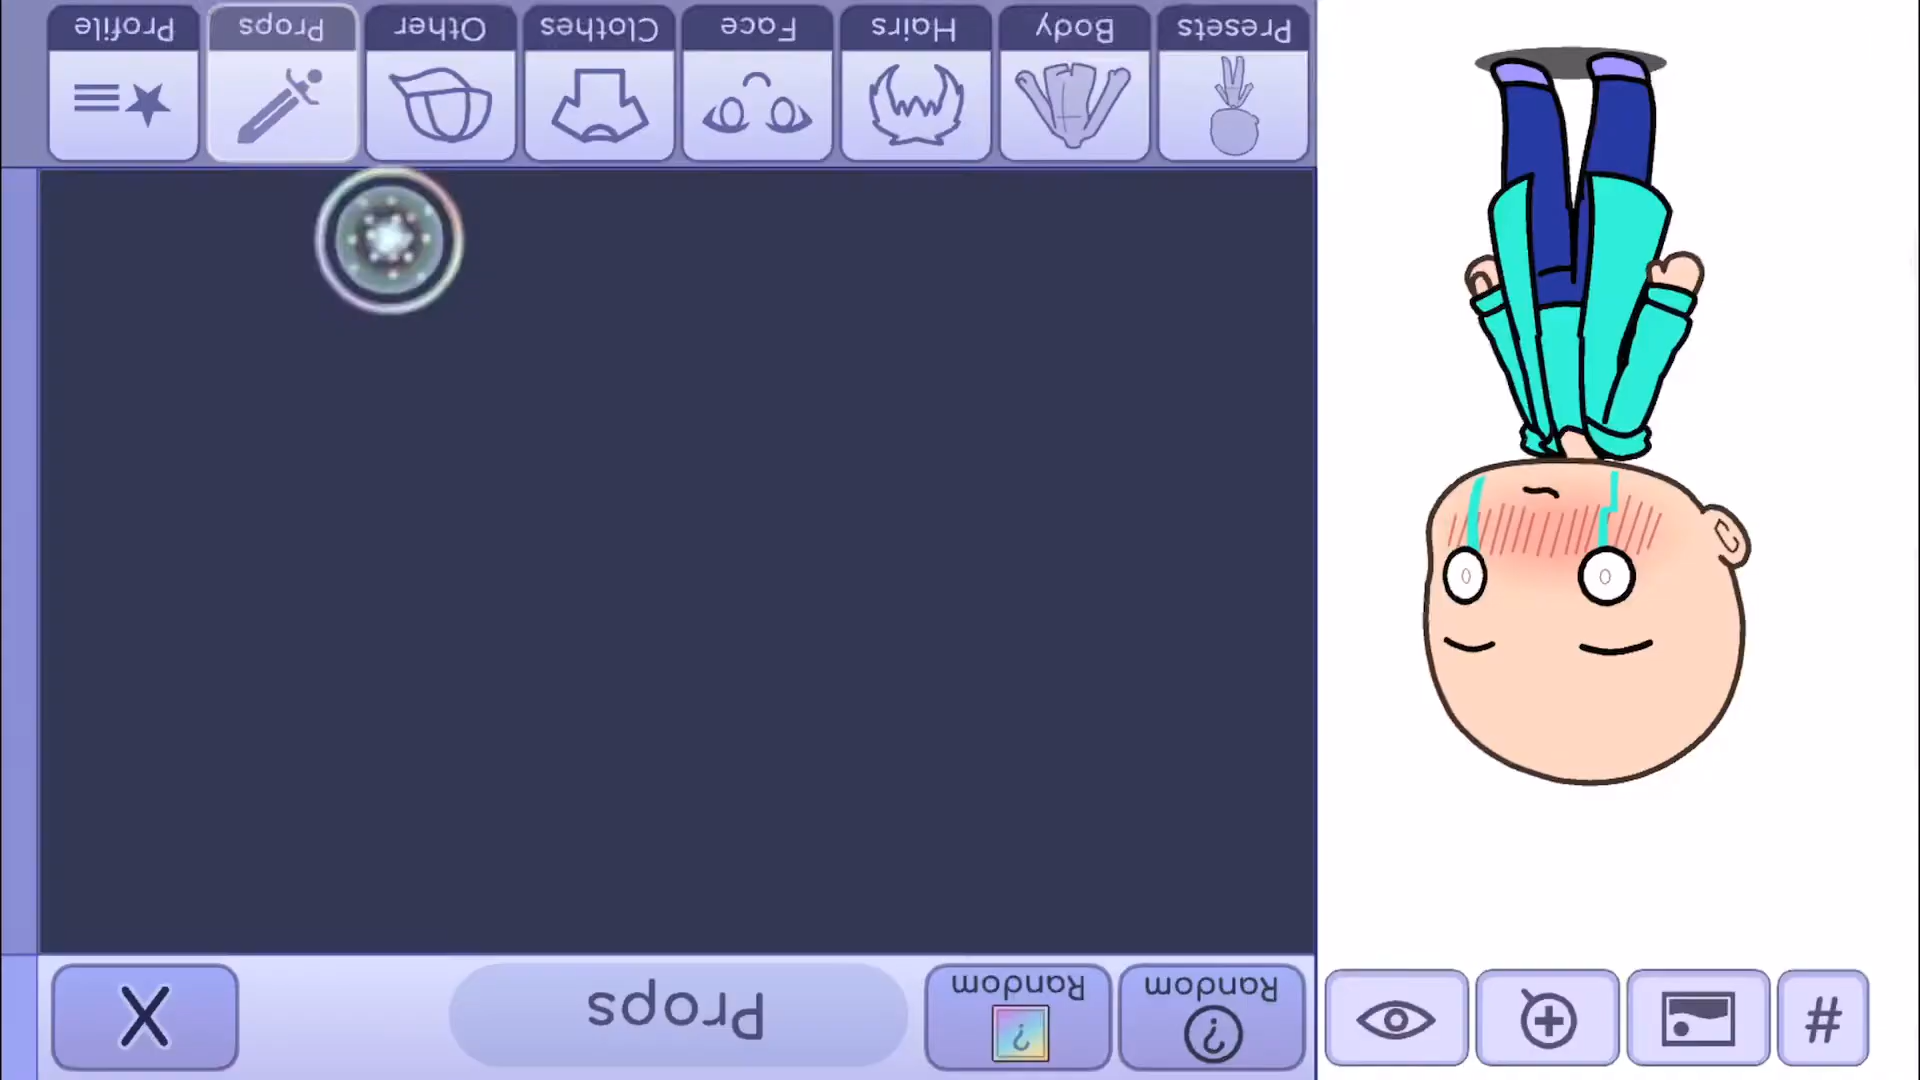 Random
Random
Props
X
#
Presets
Body
Hairs
Face
Clothes
Other
Props
Profile